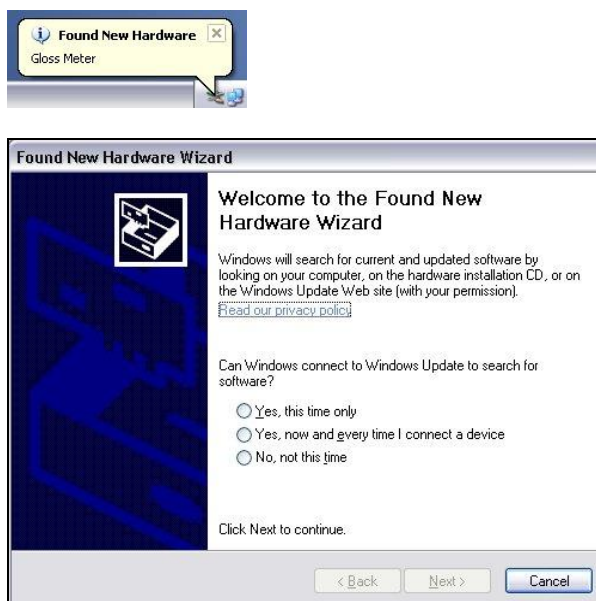 Found New Hardware
Gloss Meter
Found New Hardware Wizard
Welcome to the Found New
Hardware Wizard
Windows will search for current and updated software by
looking on your computer, on the hardware installation CD, or on
the Windows Update Web site (with your permission).
Read our privacy policy
Can Windows connect to Windows Update to search for
software?
Yes, this time only
Yes, now and every time I connect a device
No, not this time
Click Next to continue.
< Back Next > Cancel